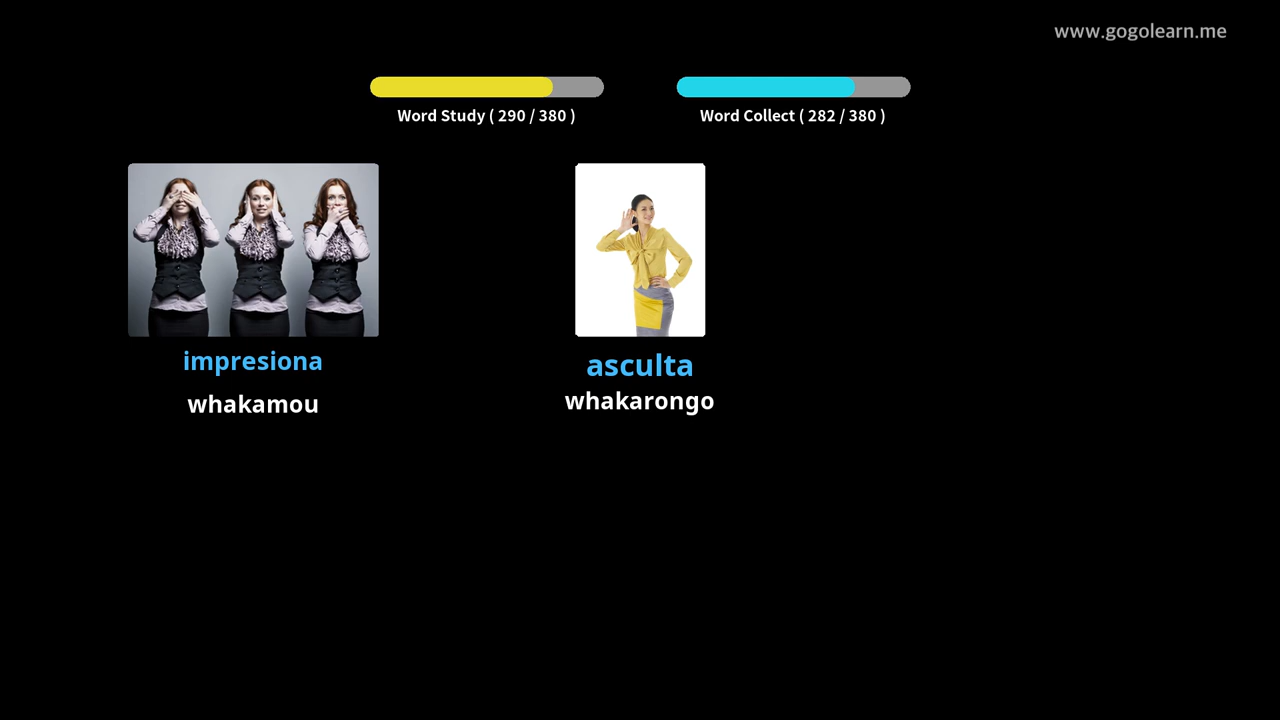 www.gogolearn.me
Word Study ( 290 / 380 )
Word Collect ( 282 / 380 )
impresiona
whakamou
asculta
whakarongo